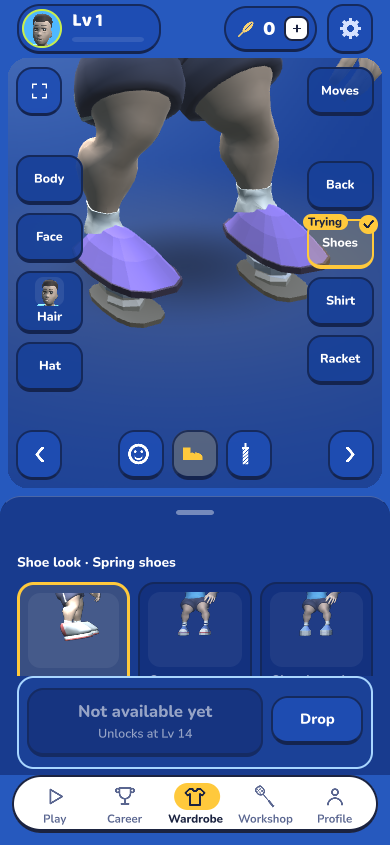 Lv 1
0
+
Moves
Body
Back
Face
Trying
Shoes
Hair
Shirt
Hat
Racket
Shoe look · Spring shoes
Not available yet
Unlocks at Lv 14
Drop
Play
Career
Wardrobe
Workshop
Profile